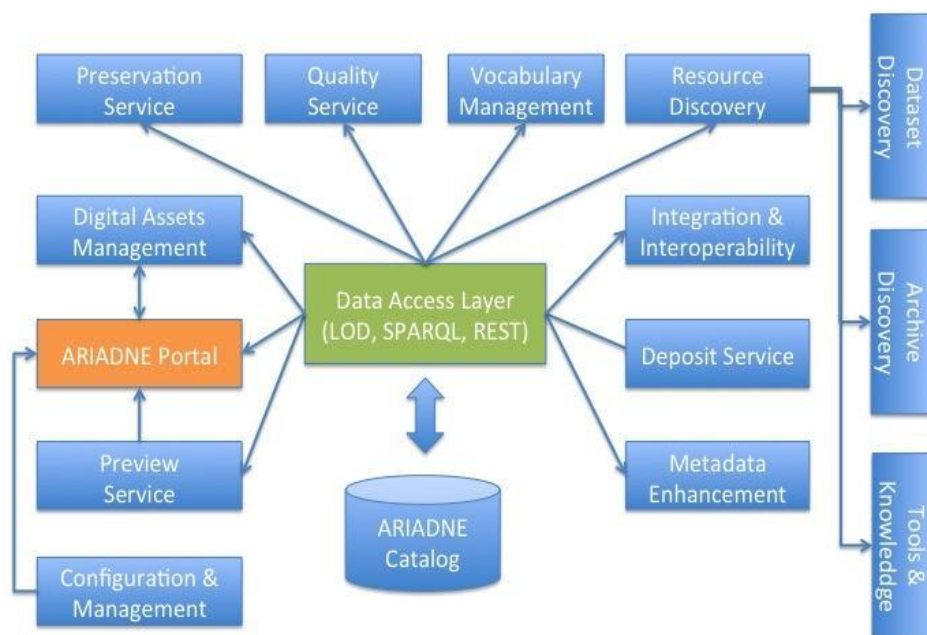 Preservation
Service
Quality
Service
Vocabulary
Management
Resource
Discovery
Dataset
Discovery
Digital Assets
Management
Integration &
Interoperability
Data Access Layer
(LOD, SPARQL, REST)
ARIADNE Portal
Deposit Service
Archive
Discovery
Preview
Service
Metadata
Enhancement
ARIADNE
Catalog
Tools &
Knowleddge
Configuration &
Management